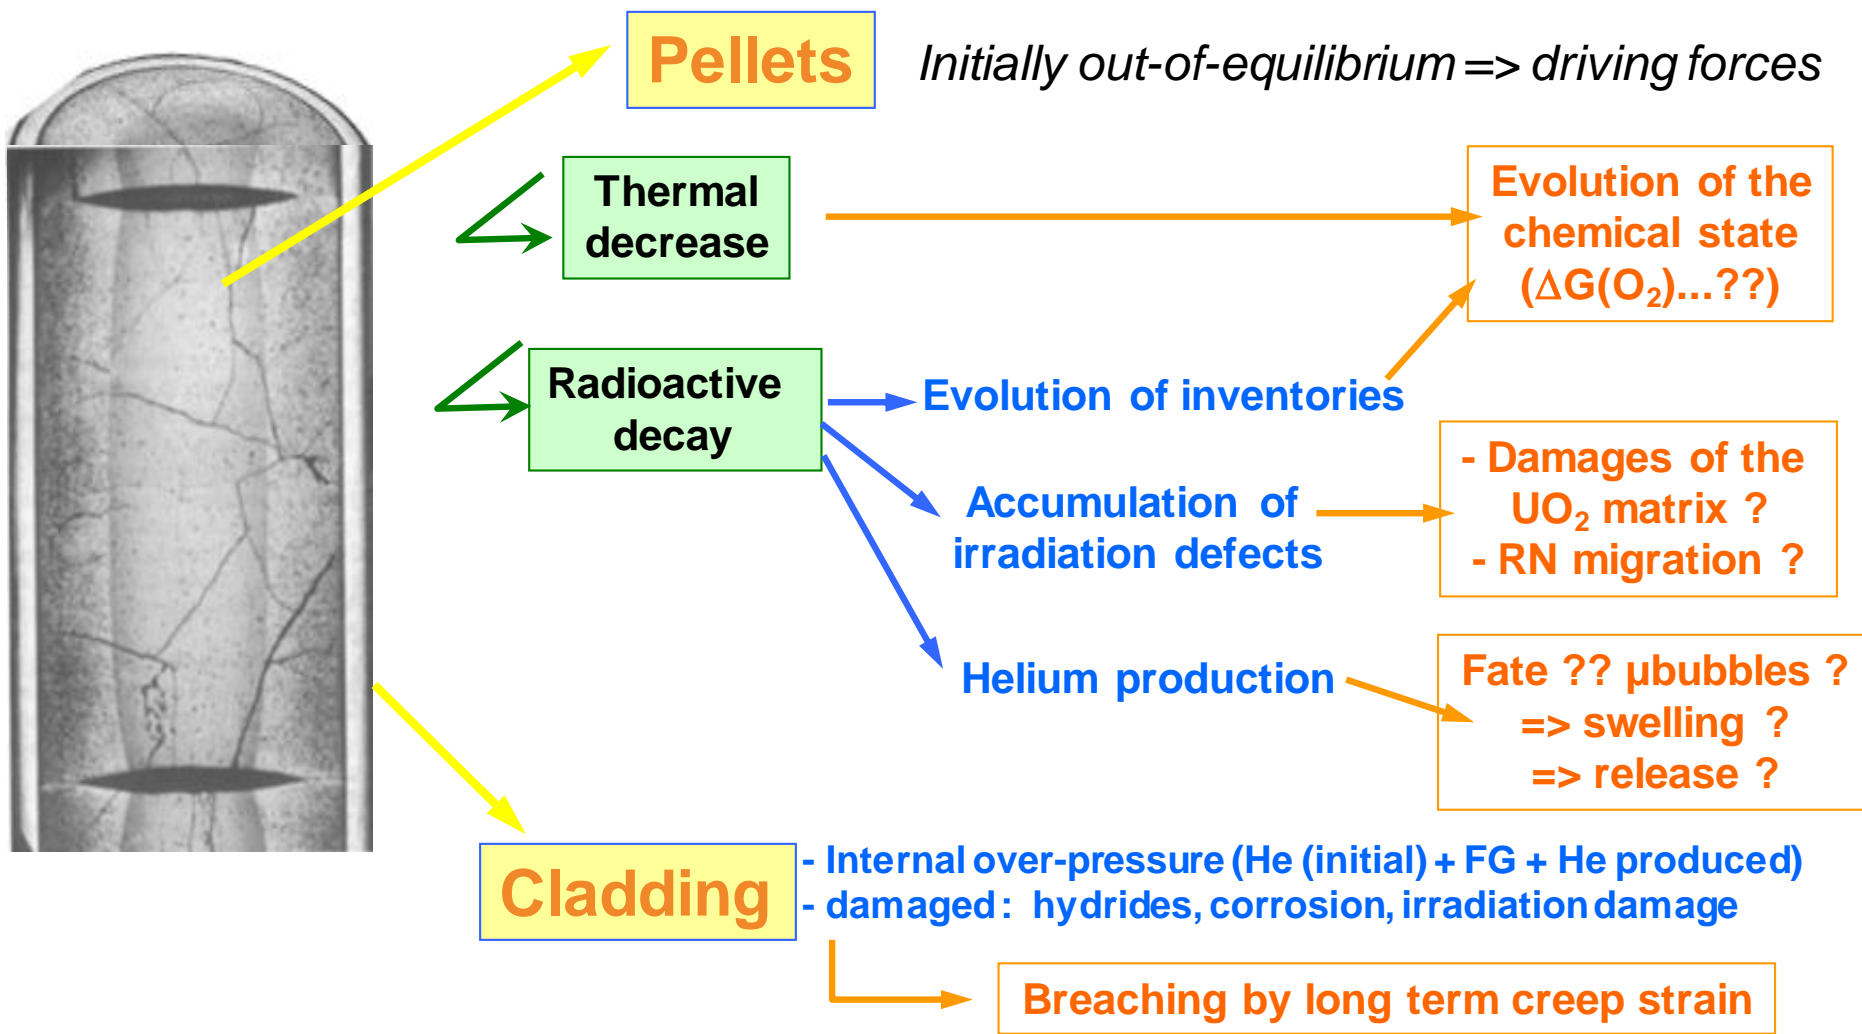 Pellets
Initially out-of-equilibrium => driving forces
Thermal
decrease
Evolution of the
chemical state
(ΔG(O₂)...??)
Radioactive
decay
Evolution of inventories
Accumulation of
irradiation defects
- Damages of the
UO₂ matrix ?
- RN migration ?
Helium production
Fate ?? µbubbles ?
=> swelling ?
=> release ?
Cladding
- Internal over-pressure (He (initial) + FG + He produced)
- damaged: hydrides, corrosion, irradiation damage
Breaching by long term creep strain